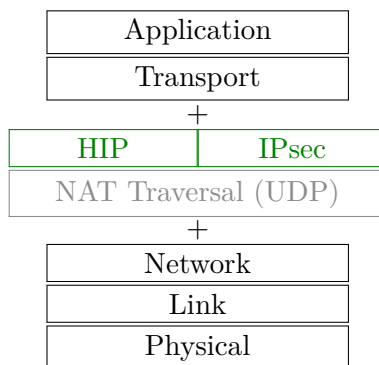 Application
Transport
+
HIP IPsec
NAT Traversal (UDP)
+
Network
Link
Physical